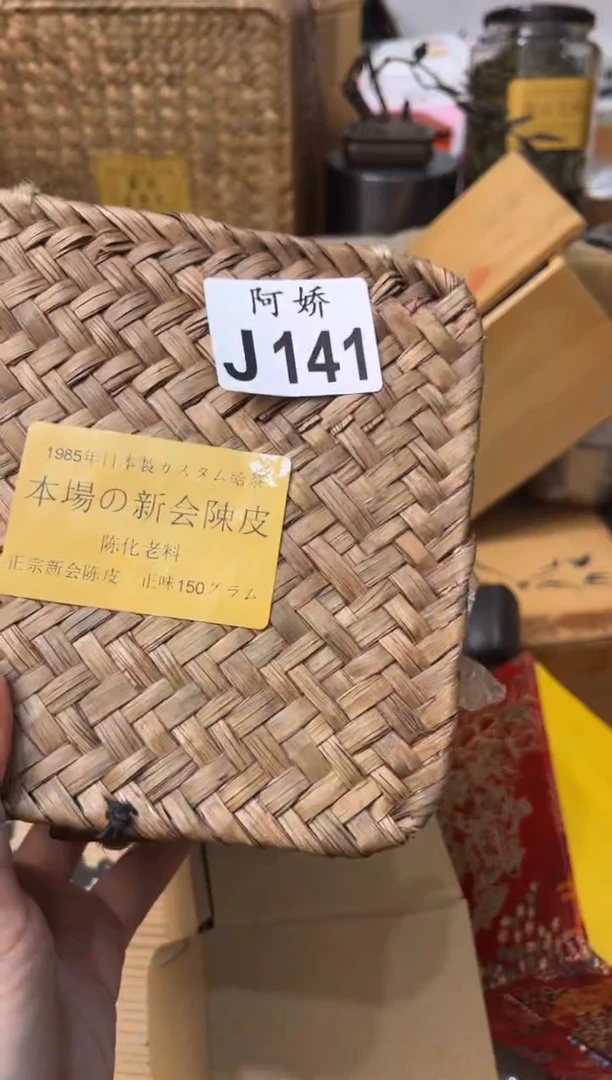 阿娇
J141
1985年日本製カスタム
本場の新会陳皮
陈化老料
正宗新会陈皮 正味150グラム